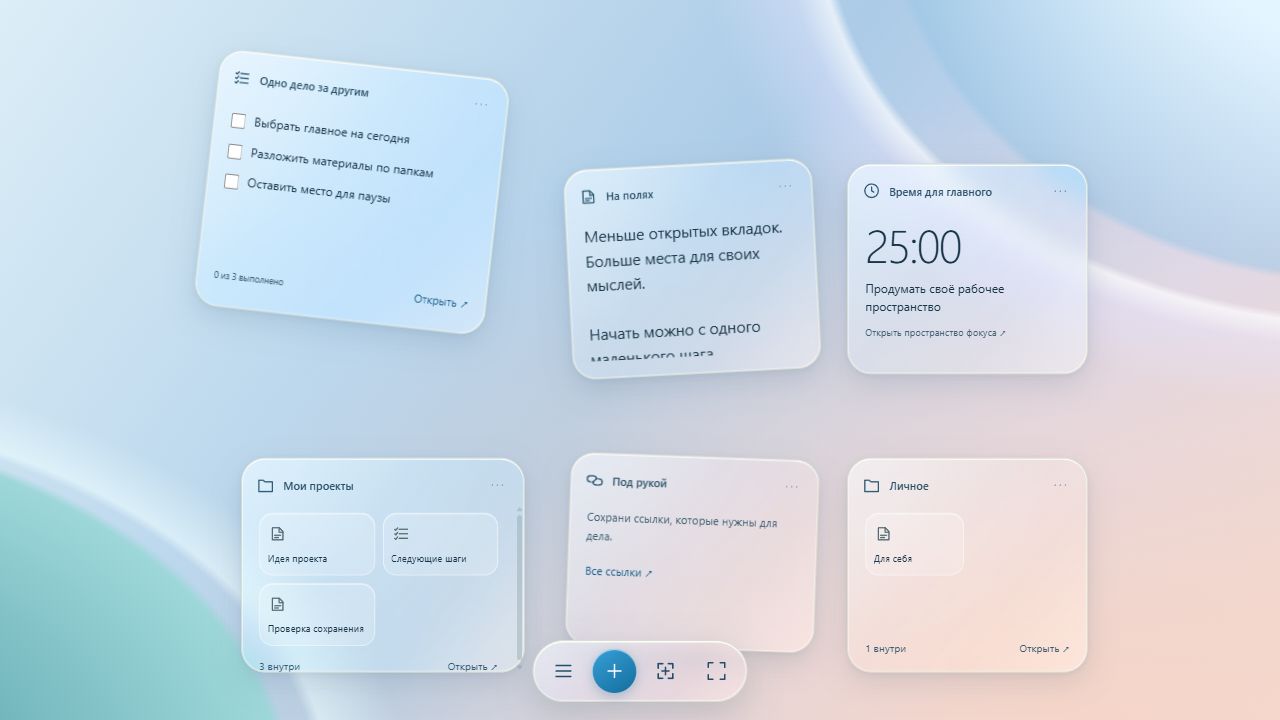 Одно дело за другим
Выбрать главное на сегодня
Разложить материалы по папкам
Оставить место для паузы
0 из 3 выполнено
Открыть ↗
На полях
Меньше открытых вкладок.
Больше места для своих
мыслей.
Начать можно с одного
маленького шага
Время для главного
25:00
Продумать своё рабочее
пространство
Открыть пространство фокуса ↗
Мои проекты
Идея проекта
Следующие шаги
Проверка сохранения
3 внутри
Открыть ↗
Под рукой
Сохрани ссылки, которые нужны для
дела.
Все ссылки ↗
Личное
Для себя
1 внутри
Открыть ↗